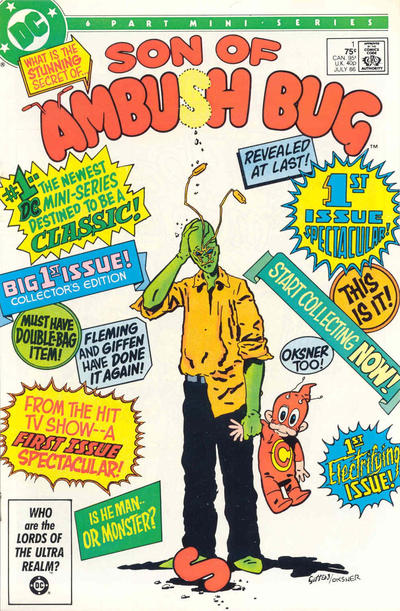 DC
6 PART MINI-SERIES
WHAT IS THE
STUNNING
SECRET OF...
SON OF
AMBUSH BUG
TM
®
1
75¢
CAN. 95¢
U.K. 40p
JULY 86
APPROVED
BY THE
COMICS CODE
AUTHORITY
#1-- THE NEWEST
DC MINI-SERIES
DESTINED TO BE A
CLASSIC!
REVEALED
AT LAST!
1ST
ISSUE
SPECTACULAR!
BIG 1ST ISSUE!
COLLECTOR'S EDITION
START COLLECTING NOW!
THIS
IS IT!
MUST HAVE
DOUBLE-BAG
ITEM!
FLEMING
AND GIFFEN
HAVE DONE
IT AGAIN!
OKSNER
TOO!
FROM THE HIT
TV SHOW--A
FIRST ISSUE
SPECTACULAR!
C
1ST
Electrifying
ISSUE!
WHO
are the
LORDS OF THE
ULTRA
REALM?
DC
IS HE MAN--
OR MONSTER?
S
GIFFEN/OKSNER